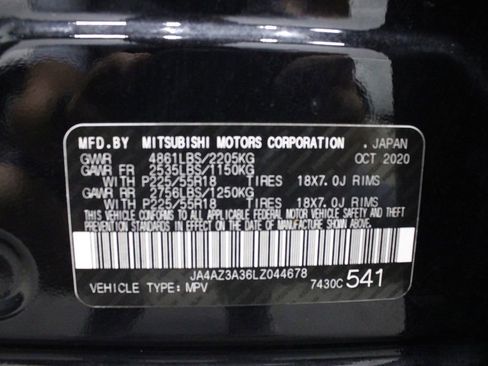 MFD.BY MITSUBISHI MOTORS CORPORATION. JAPAN
GVWR 4861LBS/2205KG OCT 2020
GAWR FR 2535LBS/1150KG
WITH P225/55R18 TIRES 18X7.0J RIMS
GAWR RR 2756LBS/1250KG
WITH P225/55R18 TIRES 18X7.0J RIMS
THIS VEHICLE CONFORMS TO ALL APPLICABLE FEDERAL MOTOR VEHICLE SAFETY AND
THEFT PREVENTION STANDARDS IN EFFECT ON THE DATE OF MANUFACTURE SHOWN ABOVE.
JA4AZ3A36LZ044678
VEHICLE TYPE: MPV 7430C 541